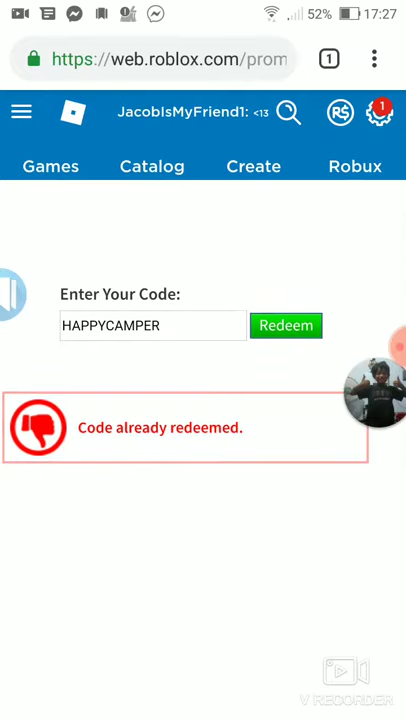 52% 17:27
https://web.roblox.com/prom
1
JacobIsMyFriend1: <13
R$
1
Games Catalog Create Robux
Enter Your Code:
HAPPYCAMPER Redeem
Code already redeemed.
V RECORDER